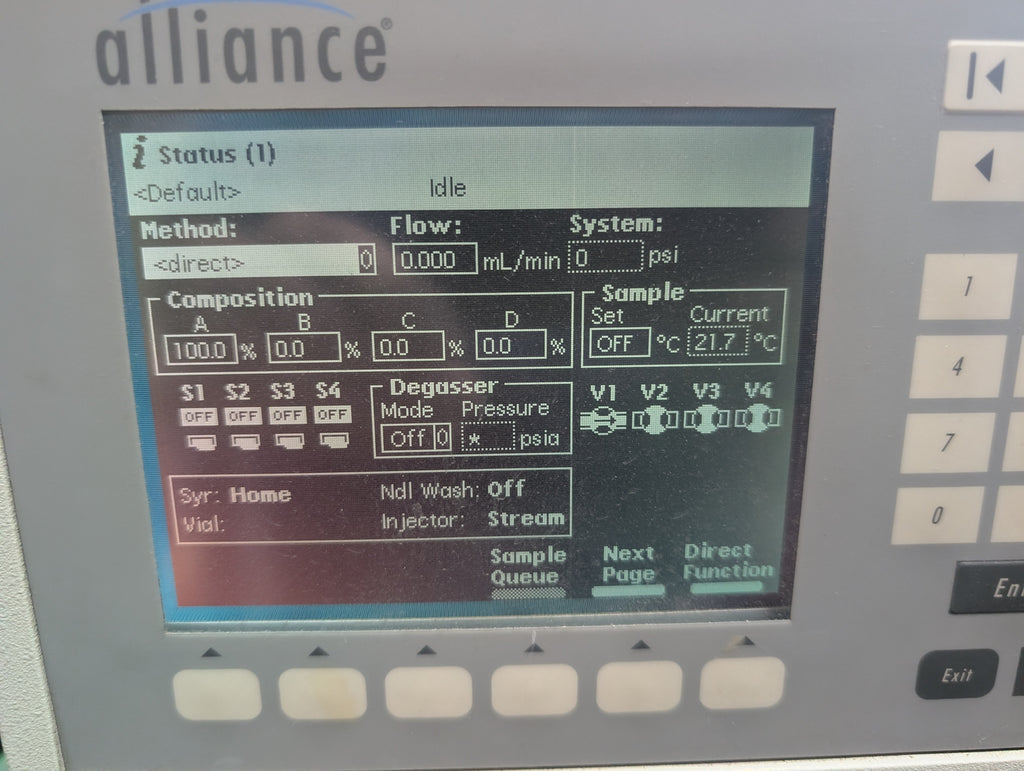 alliance®
i Status (1)
<Default> Idle
Method: Flow: System:
<direct> 0 0.000 mL/min 0 psi
Composition Sample
A B C D Set Current
100.0 % 0.0 % 0.0 % 0.0 % OFF °C 21.7 °C
S1 S2 S3 S4 Degasser V1 V2 V3 V4
OFF OFF OFF OFF Mode Pressure
Off 0 * psia
Syr: Home Ndl Wash: Off
Vial: Injector: Stream
Sample Queue Next Page Direct Function
1
4
7
0
Exit